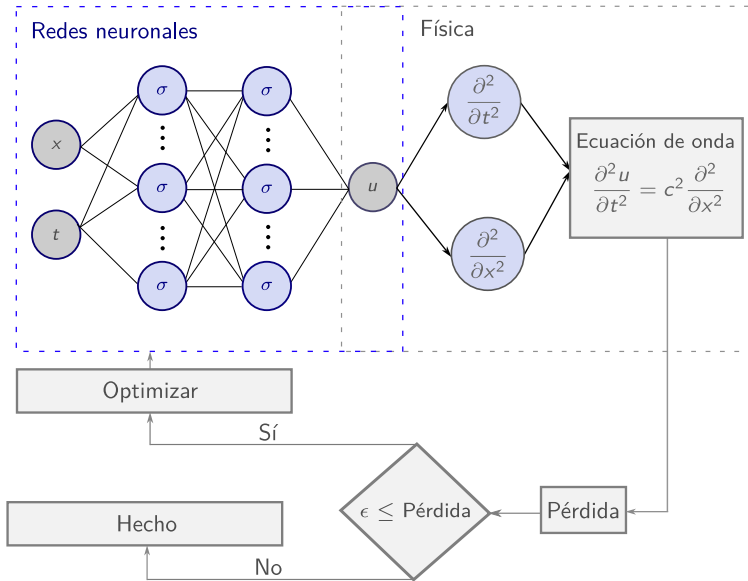 Redes neuronales
Física
x
t
σ
σ
σ
σ
σ
σ
u
∂²
∂t²
∂²
∂x²
Ecuación de onda
∂²u/∂t² = c² ∂²/∂x²
Optimizar
Sí
ϵ ≤ Pérdida
Pérdida
Hecho
No